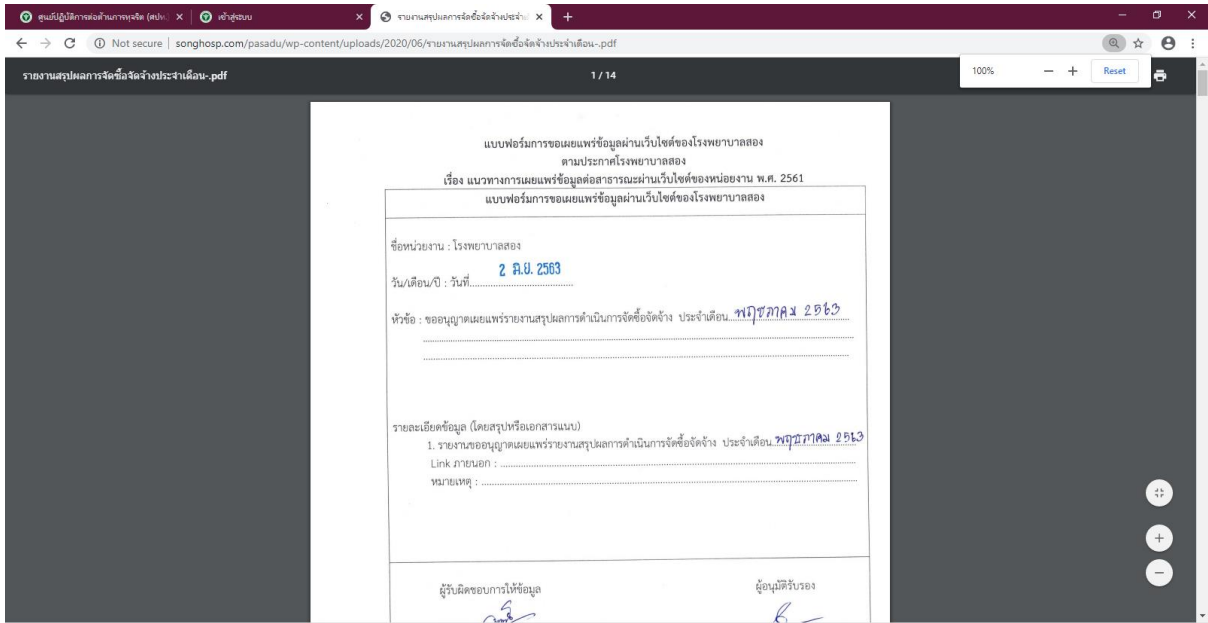 ศูนย์ปฏิบัติการต่อต้านการทุจริต (ศปท.)
เข้าสู่ระบบ
รายงานสรุปผลการจัดซื้อจัดจ้างประจำเ
Not secure | songhosp.com/pasadu/wp-content/uploads/2020/06/รายงานสรุปผลการจัดซื้อจัดจ้างประจำเดือน-.pdf
รายงานสรุปผลการจัดซื้อจัดจ้างประจำเดือน-.pdf
1 / 14
100%
Reset
แบบฟอร์มการขอเผยแพร่ข้อมูลผ่านเว็บไซต์ของโรงพยาบาลสอง
ตามประกาศโรงพยาบาลสอง
เรื่อง แนวทางการเผยแพร่ข้อมูลต่อสาธารณะผ่านเว็บไซต์ของหน่อยงาน พ.ศ. 2561
แบบฟอร์มการขอเผยแพร่ข้อมูลผ่านเว็บไซต์ของโรงพยาบาลสอง
ชื่อหน่วยงาน : โรงพยาบาลสอง
วัน/เดือน/ปี : วันที่ 2 มิ.ย. 2563
หัวข้อ : ขออนุญาตเผยแพร่รายงานสรุปผลการดำเนินการจัดซื้อจัดจ้าง ประจำเดือน พฤษภาคม 2563
รายละเอียดข้อมูล (โดยสรุปหรือเอกสารแนบ)
1. รายงานขออนุญาตเผยแพร่รายงานสรุปผลการดำเนินการจัดซื้อจัดจ้าง ประจำเดือน พฤษภาคม 2563
Link ภายนอก :
หมายเหตุ :
ผู้รับผิดชอบการให้ข้อมูล
ผู้อนุมัติรับรอง